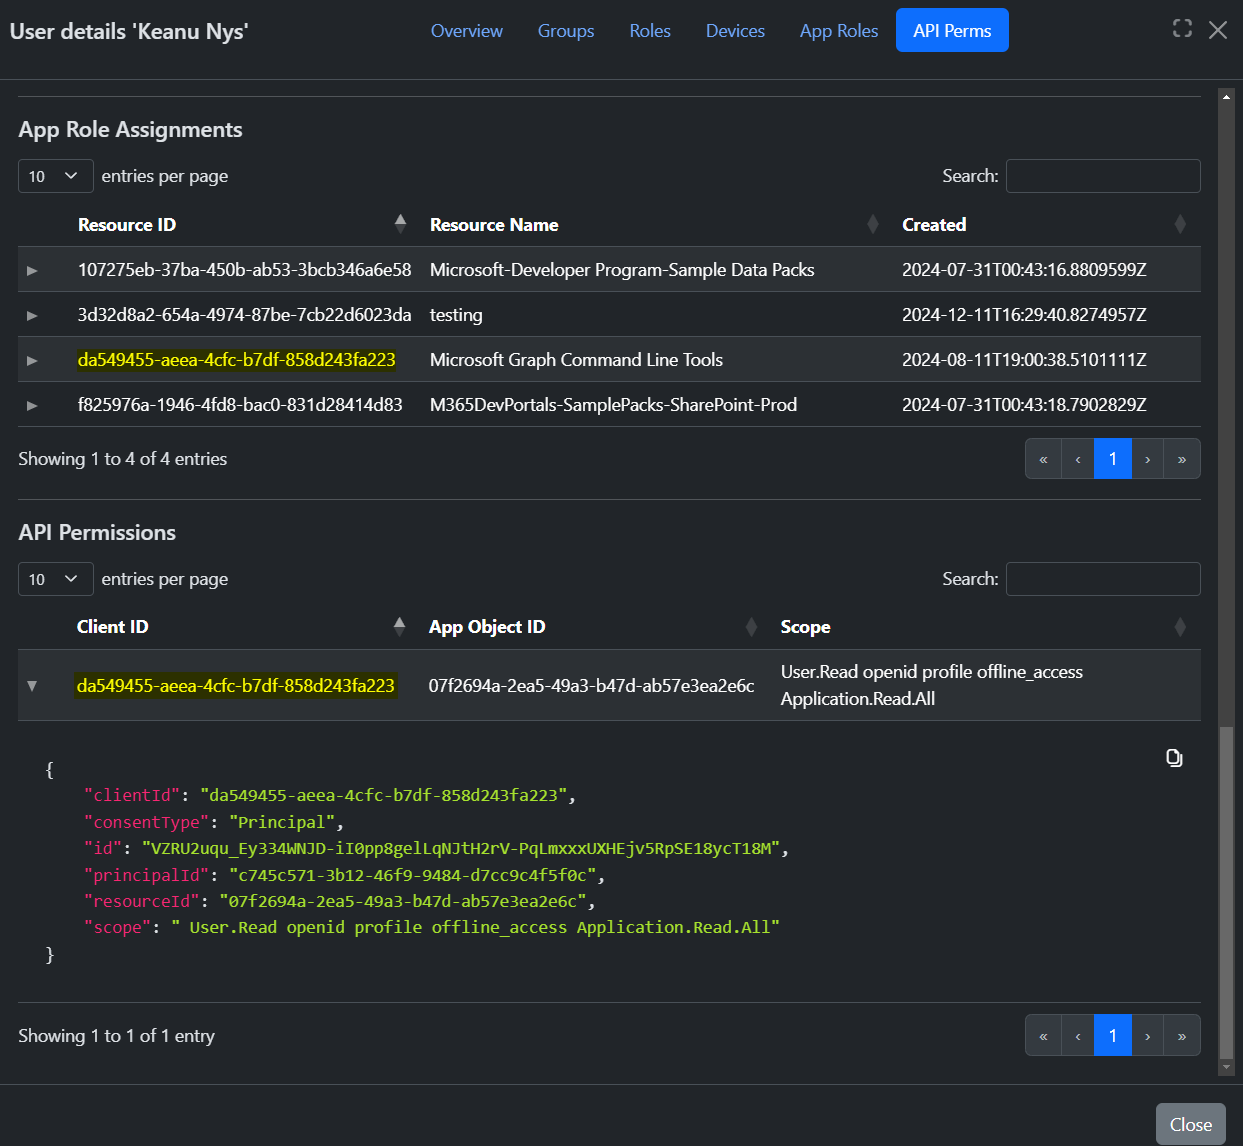 User details 'Keanu Nys'
Overview Groups Roles Devices App Roles API Perms
App Role Assignments
10 entries per page Search:
Resource ID Resource Name Created
107275eb-37ba-450b-ab53-3bcb346a6e58 Microsoft-Developer Program-Sample Data Packs 2024-07-31T00:43:16.8809599Z
3d32d8a2-654a-4974-87be-7cb22d6023da testing 2024-12-11T16:29:40.8274957Z
da549455-aeea-4cfc-b7df-858d243fa223 Microsoft Graph Command Line Tools 2024-08-11T19:00:38.5101111Z
f825976a-1946-4fd8-bac0-831d28414d83 M365DevPortals-SamplePacks-SharePoint-Prod 2024-07-31T00:43:18.7902829Z
Showing 1 to 4 of 4 entries « ‹ 1 › »
API Permissions
10 entries per page Search:
Client ID App Object ID Scope
da549455-aeea-4cfc-b7df-858d243fa223 07f2694a-2ea5-49a3-b47d-ab57e3ea2e6c User.Read openid profile offline_access
Application.Read.All
{
"clientId": "da549455-aeea-4cfc-b7df-858d243fa223",
"consentType": "Principal",
"id": "VZRU2uqu_Ey334WNJD-iI0pp8gelLqNJtH2rV-PqLmxxxUXHEjv5RpSE18ycT18M",
"principalId": "c745c571-3b12-46f9-9484-d7cc9c4f5f0c",
"resourceId": "07f2694a-2ea5-49a3-b47d-ab57e3ea2e6c",
"scope": " User.Read openid profile offline_access Application.Read.All"
}
Showing 1 to 1 of 1 entry « ‹ 1 › »
Close